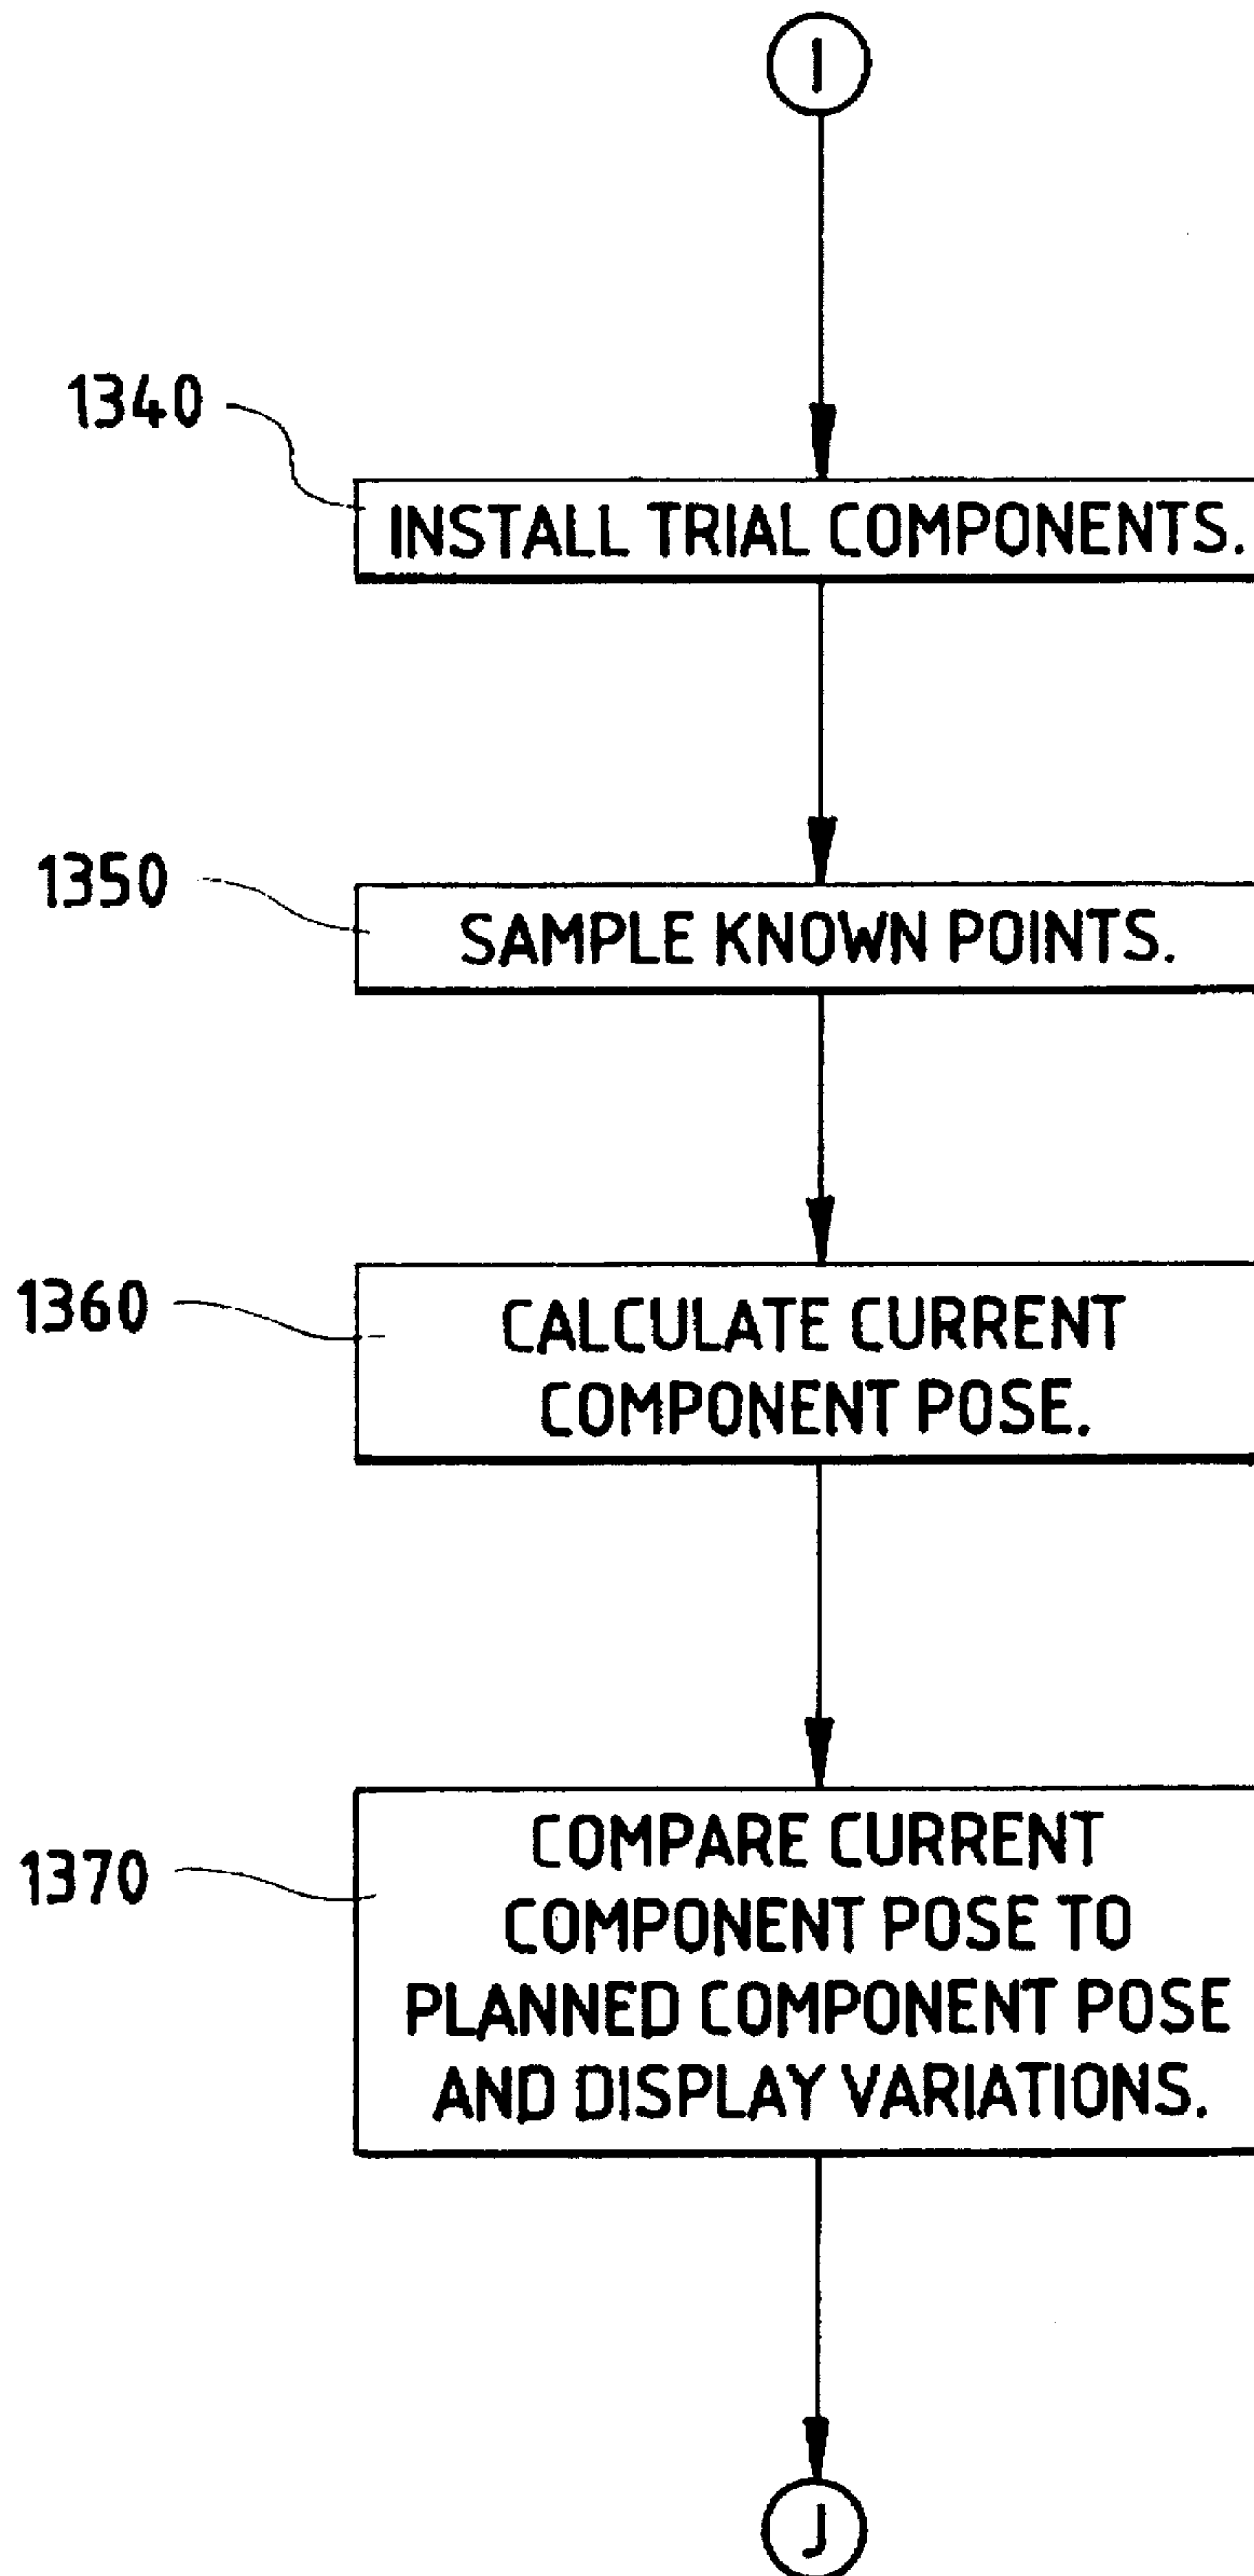 I
1340
INSTALL TRIAL COMPONENTS.
1350
SAMPLE KNOWN POINTS.
1360
CALCULATE CURRENT
COMPONENT POSE.
1370
COMPARE CURRENT
COMPONENT POSE TO
PLANNED COMPONENT POSE
AND DISPLAY VARIATIONS.
J